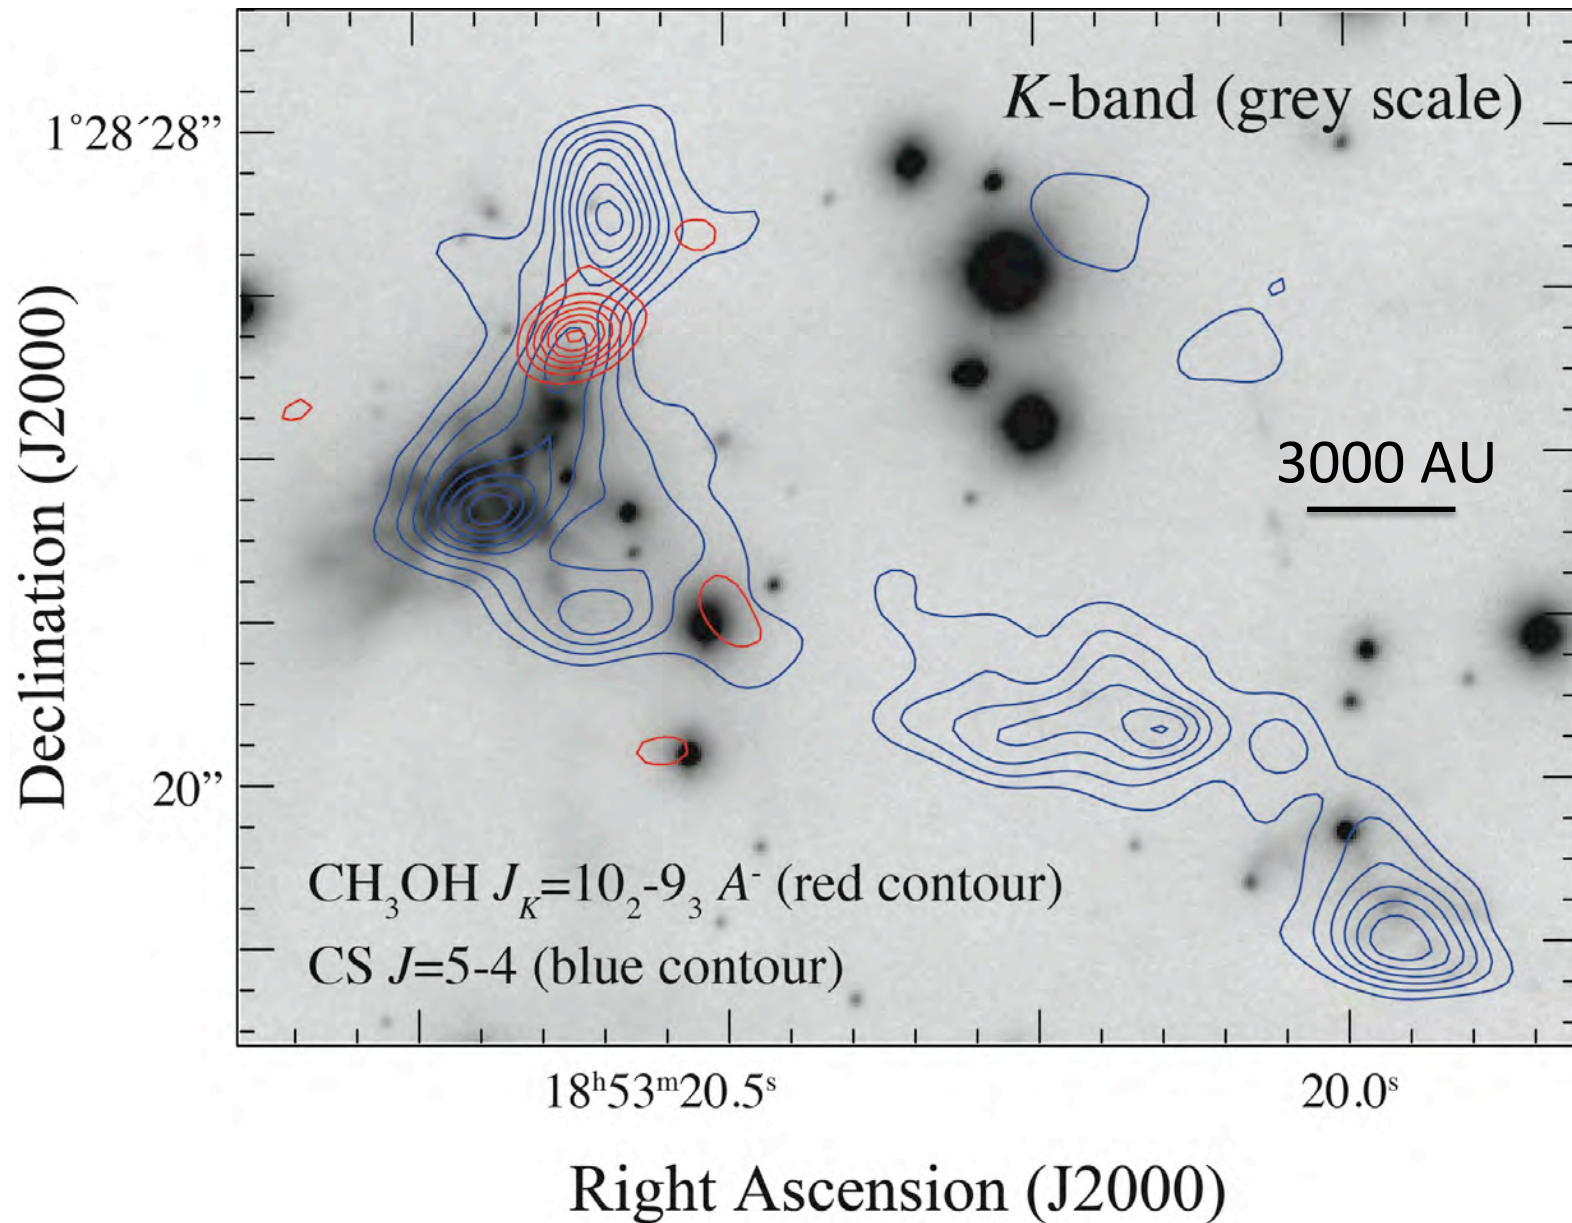 K-band (grey scale)
1°28´28”
3000 AU
20”
CH₃OH J_K=10₂-9₃ A⁻ (red contour)
CS J=5-4 (blue contour)
18ʰ53ᵐ20.5ˢ
20.0ˢ
Right Ascension (J2000)
Declination (J2000)